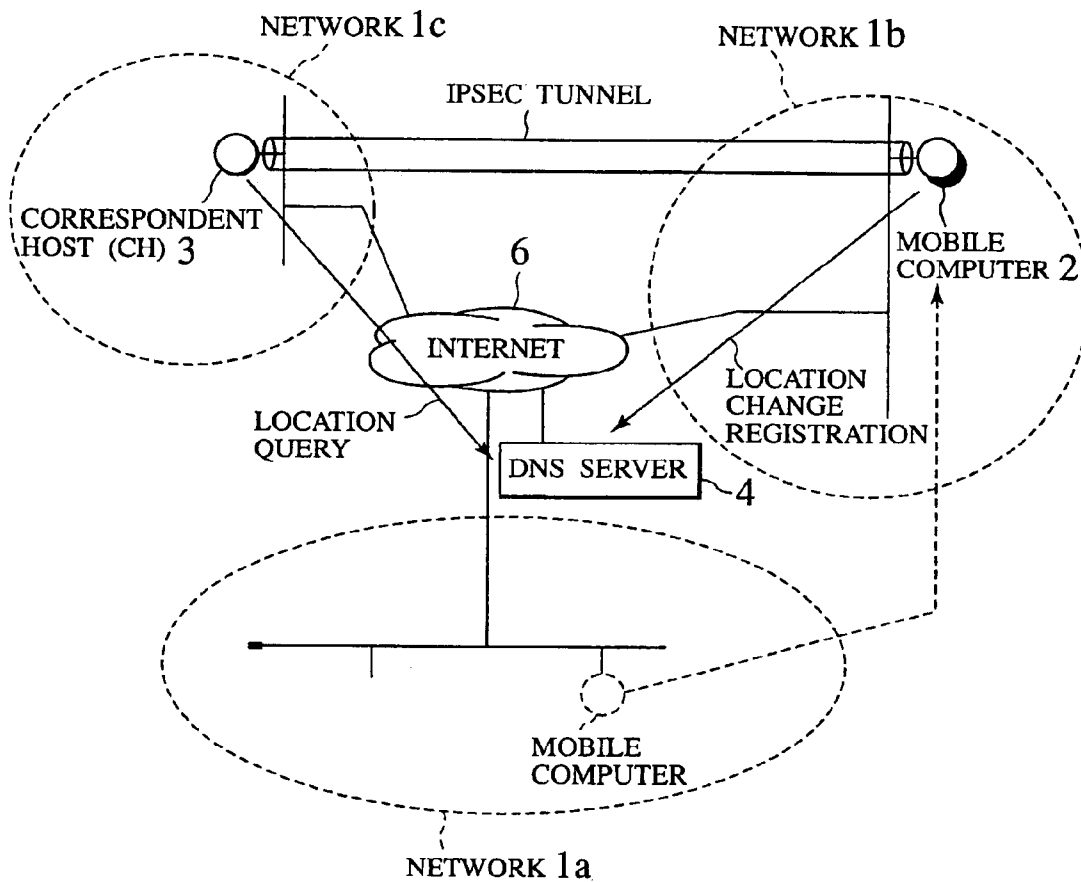 NETWORK 1c
NETWORK 1b
IPSEC TUNNEL
CORRESPONDENT
HOST (CH) 3
MOBILE
COMPUTER 2
6
INTERNET
LOCATION
QUERY
LOCATION
CHANGE
REGISTRATION
DNS SERVER
4
MOBILE
COMPUTER
NETWORK 1a